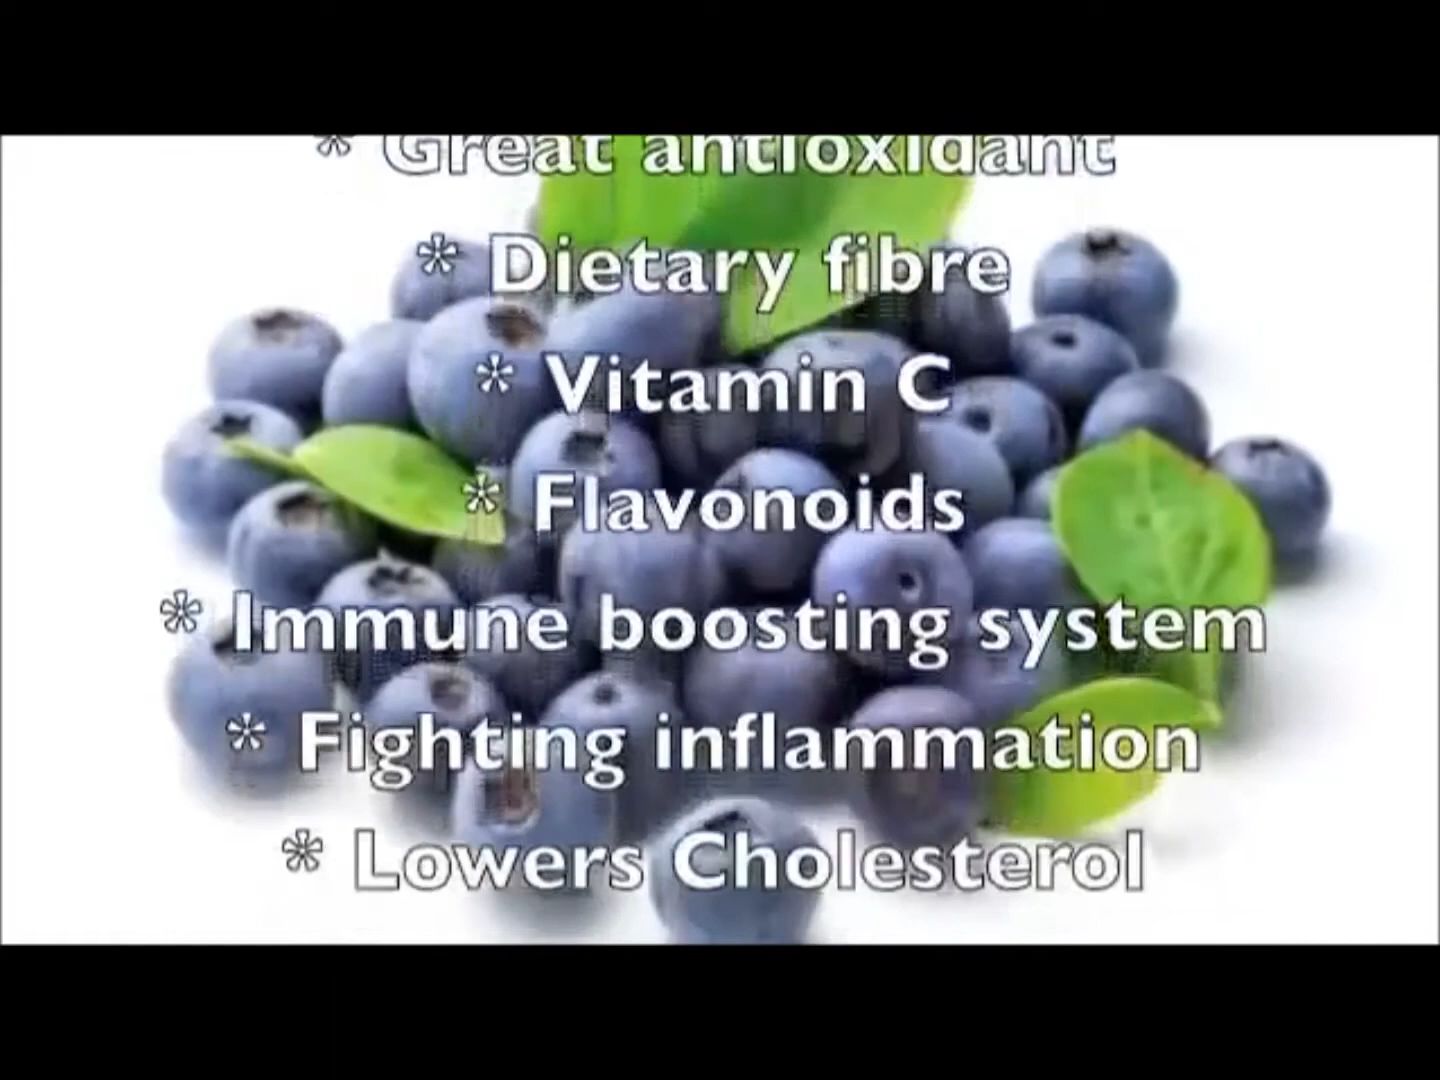 * Great antioxidant
* Dietary fibre
* Vitamin C
* Flavonoids
* Immune boosting system
* Fighting inflammation
* Lowers Cholesterol